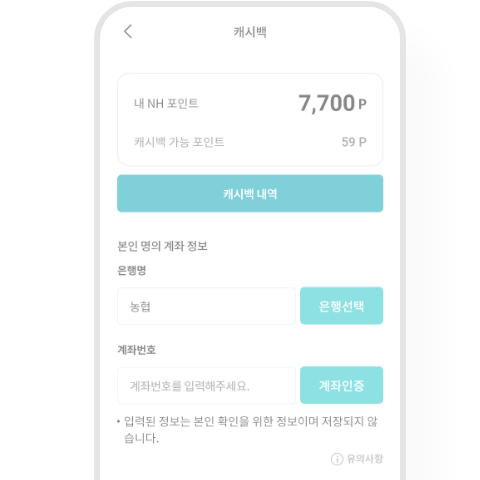 캐시백
내 NH 포인트 7,700 P
캐시백 가능 포인트 59 P
캐시백 내역
본인 명의 계좌 정보
은행명
농협 은행선택
계좌번호
계좌번호를 입력해주세요. 계좌인증
• 입력된 정보는 본인 확인을 위한 정보이며 저장되지 않
습니다.
유의사항